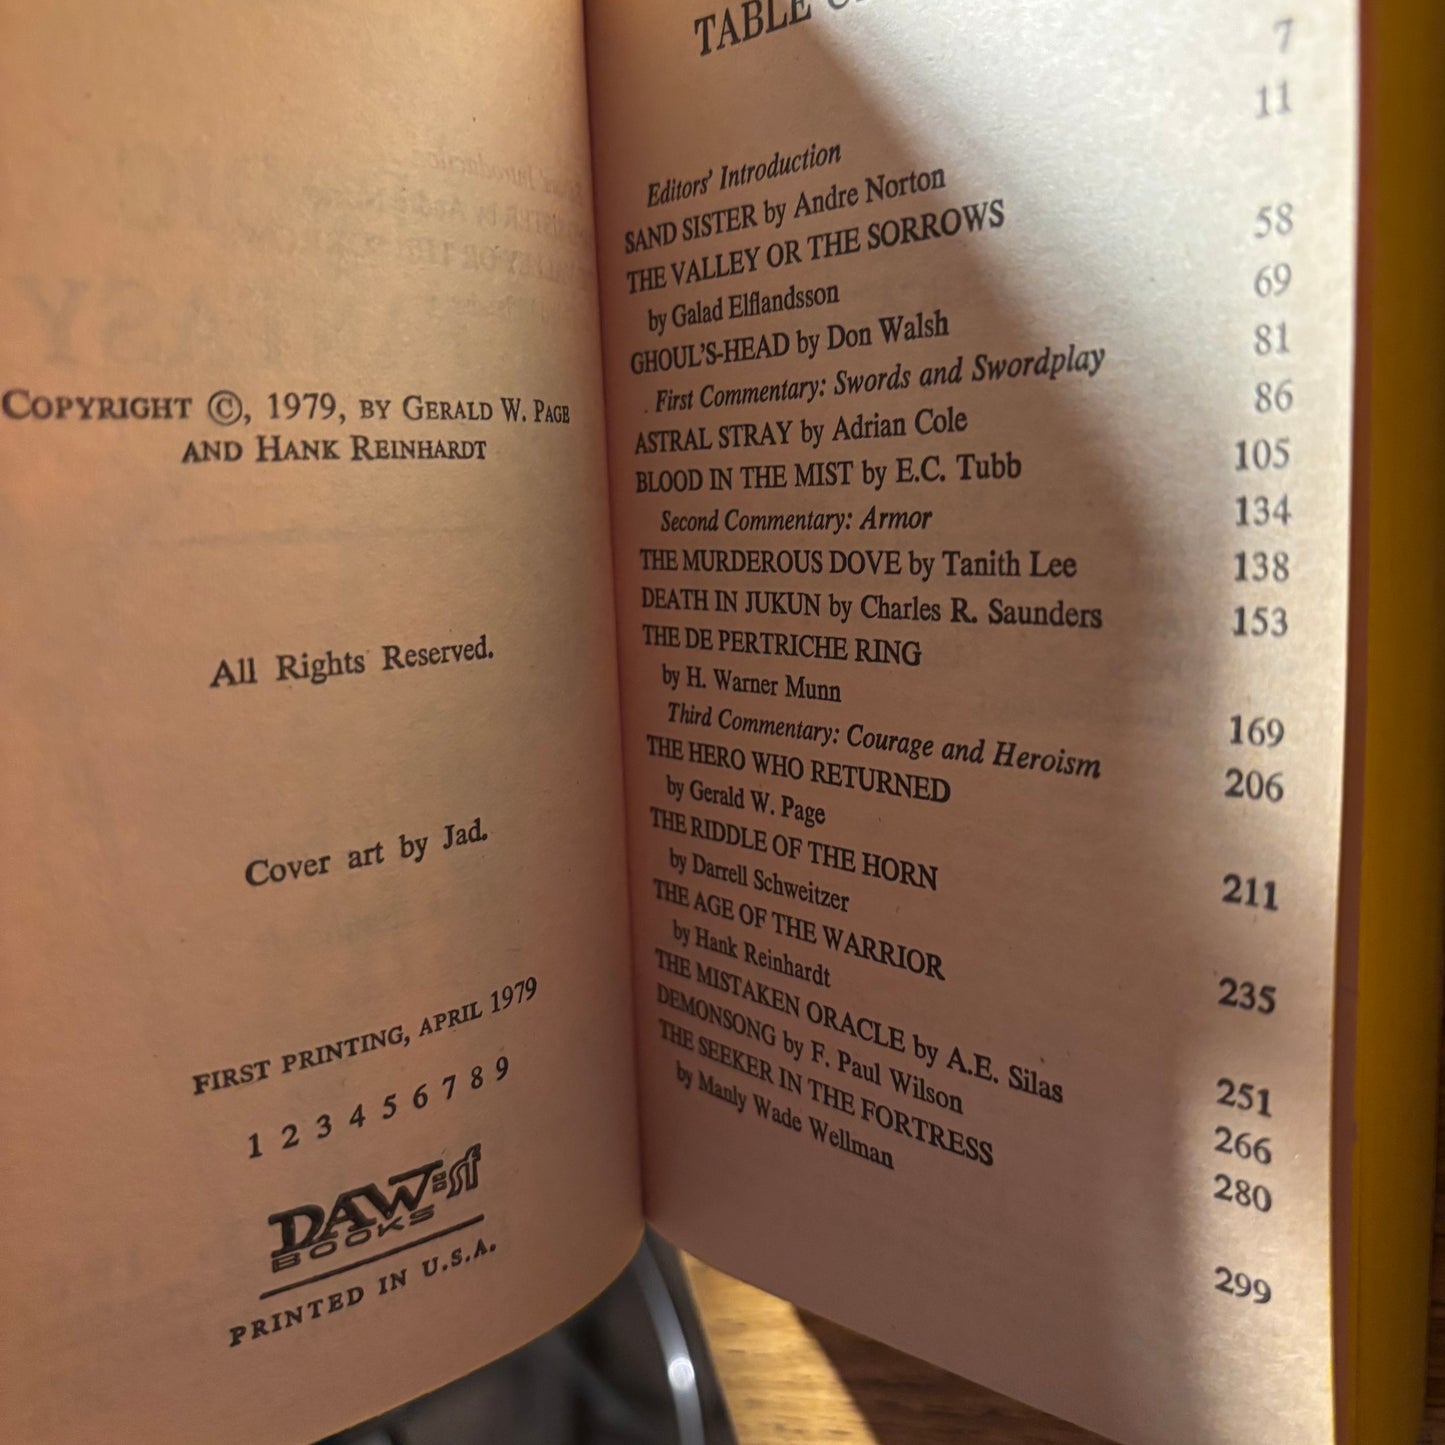 COPYRIGHT ©, 1979, BY GERALD W. PAGE
AND HANK REINHARDT
All Rights Reserved.
Cover art by Jad.
FIRST PRINTING, APRIL 1979
1 2 3 4 5 6 7 8 9
DAW sf
BOOKS
PRINTED IN U.S.A.
TABLE
Editors' Introduction 7
SAND SISTER by Andre Norton 11
THE VALLEY OR THE SORROWS
by Galad Elflandsson 58
GHOUL'S-HEAD by Don Walsh 69
First Commentary: Swords and Swordplay 81
ASTRAL STRAY by Adrian Cole 86
BLOOD IN THE MIST by E.C. Tubb 105
Second Commentary: Armor 134
THE MURDEROUS DOVE by Tanith Lee 138
DEATH IN JUKUN by Charles R. Saunders 153
THE DE PERTRICHE RING
by H. Warner Munn 169
Third Commentary: Courage and Heroism 206
THE HERO WHO RETURNED
by Gerald W. Page 211
THE RIDDLE OF THE HORN
by Darrell Schweitzer 235
THE AGE OF THE WARRIOR
by Hank Reinhardt 251
THE MISTAKEN ORACLE by A.E. Silas 266
DEMONSONG by F. Paul Wilson 280
THE SEEKER IN THE FORTRESS
by Manly Wade Wellman 299